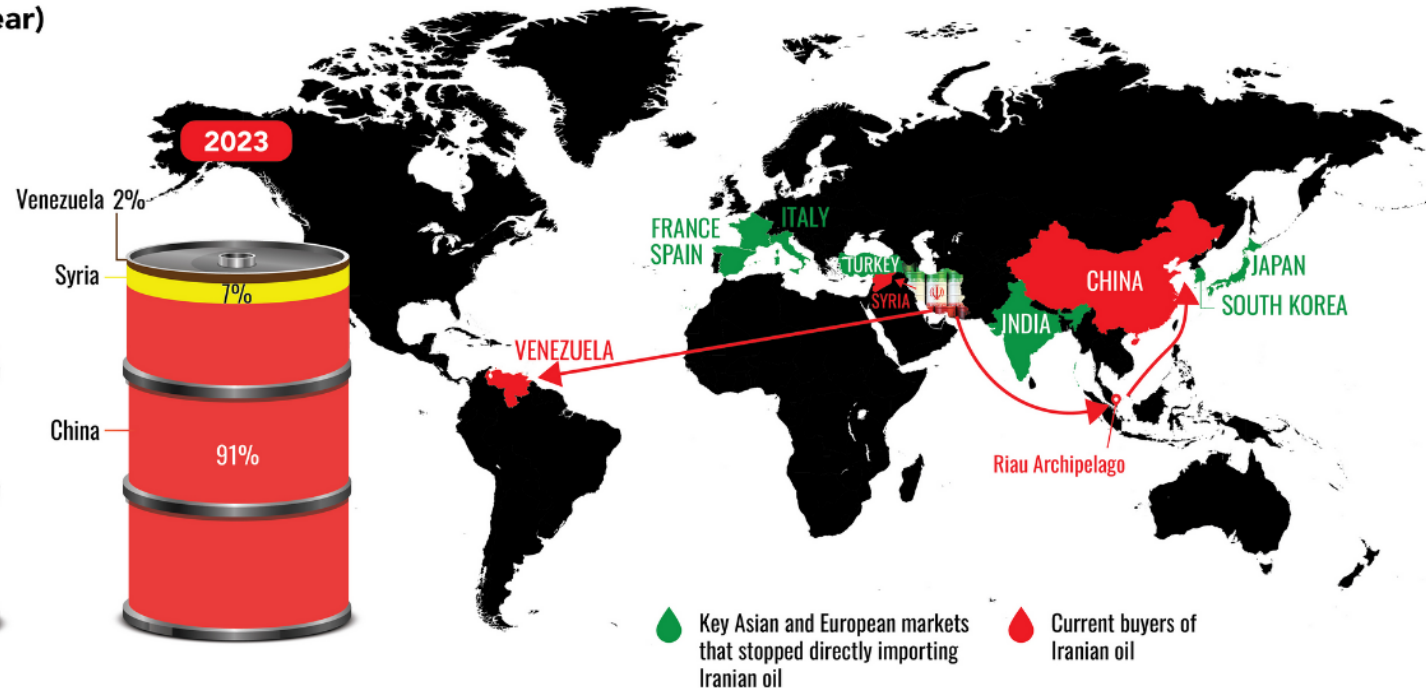 ear)
2023
Venezuela 2%
Syria
7%
China
91%
FRANCE
SPAIN
ITALY
TURKEY
SYRIA
VENEZUELA
INDIA
CHINA
JAPAN
SOUTH KOREA
Riau Archipelago
Key Asian and European markets
that stopped directly importing
Iranian oil
Current buyers of
Iranian oil